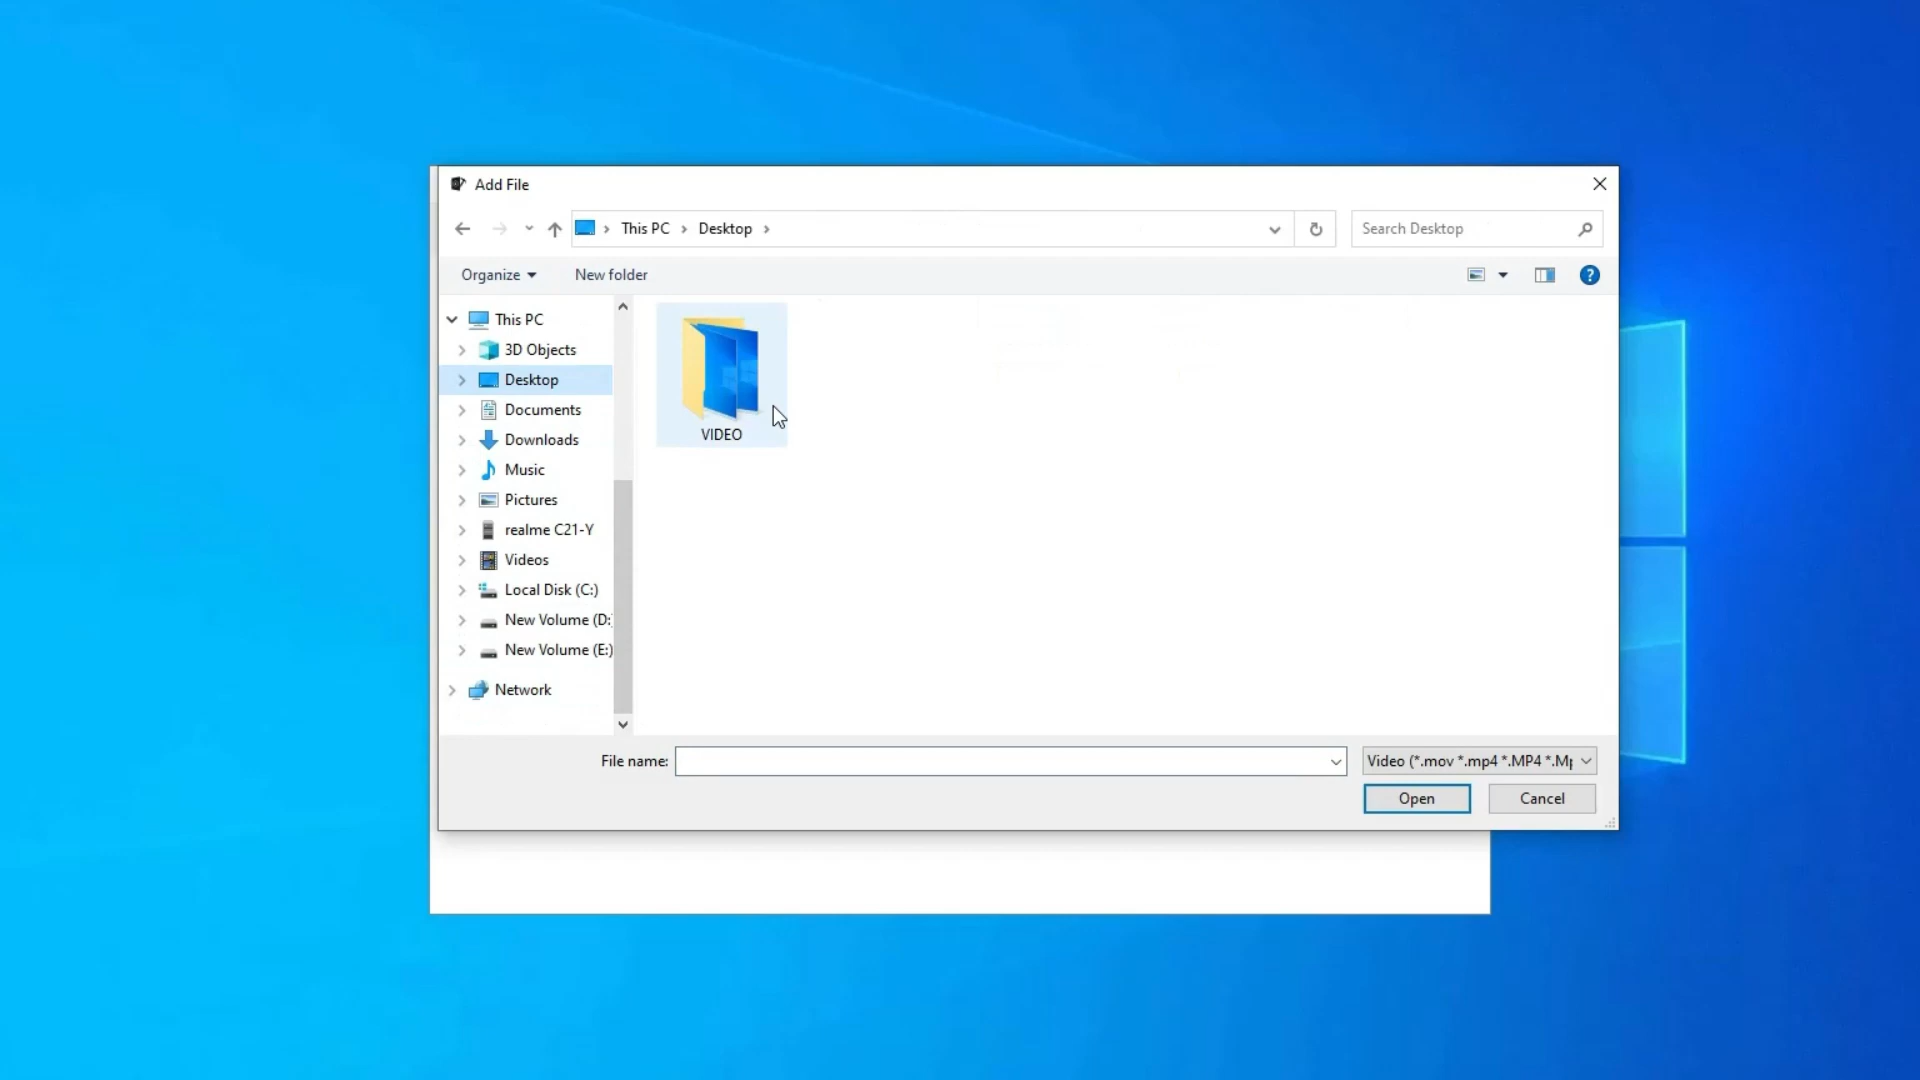 Add File
This PC
Desktop
Search Desktop
Organize
New folder
?
This PC
3D Objects
Desktop
Documents
Downloads
Music
Pictures
realme C21-Y
Videos
Local Disk (C:)
New Volume (D:
New Volume (E:)
Network
VIDEO
File name:
Video (*.mov *.mp4 *.MP4 *.Mp
Open
Cancel